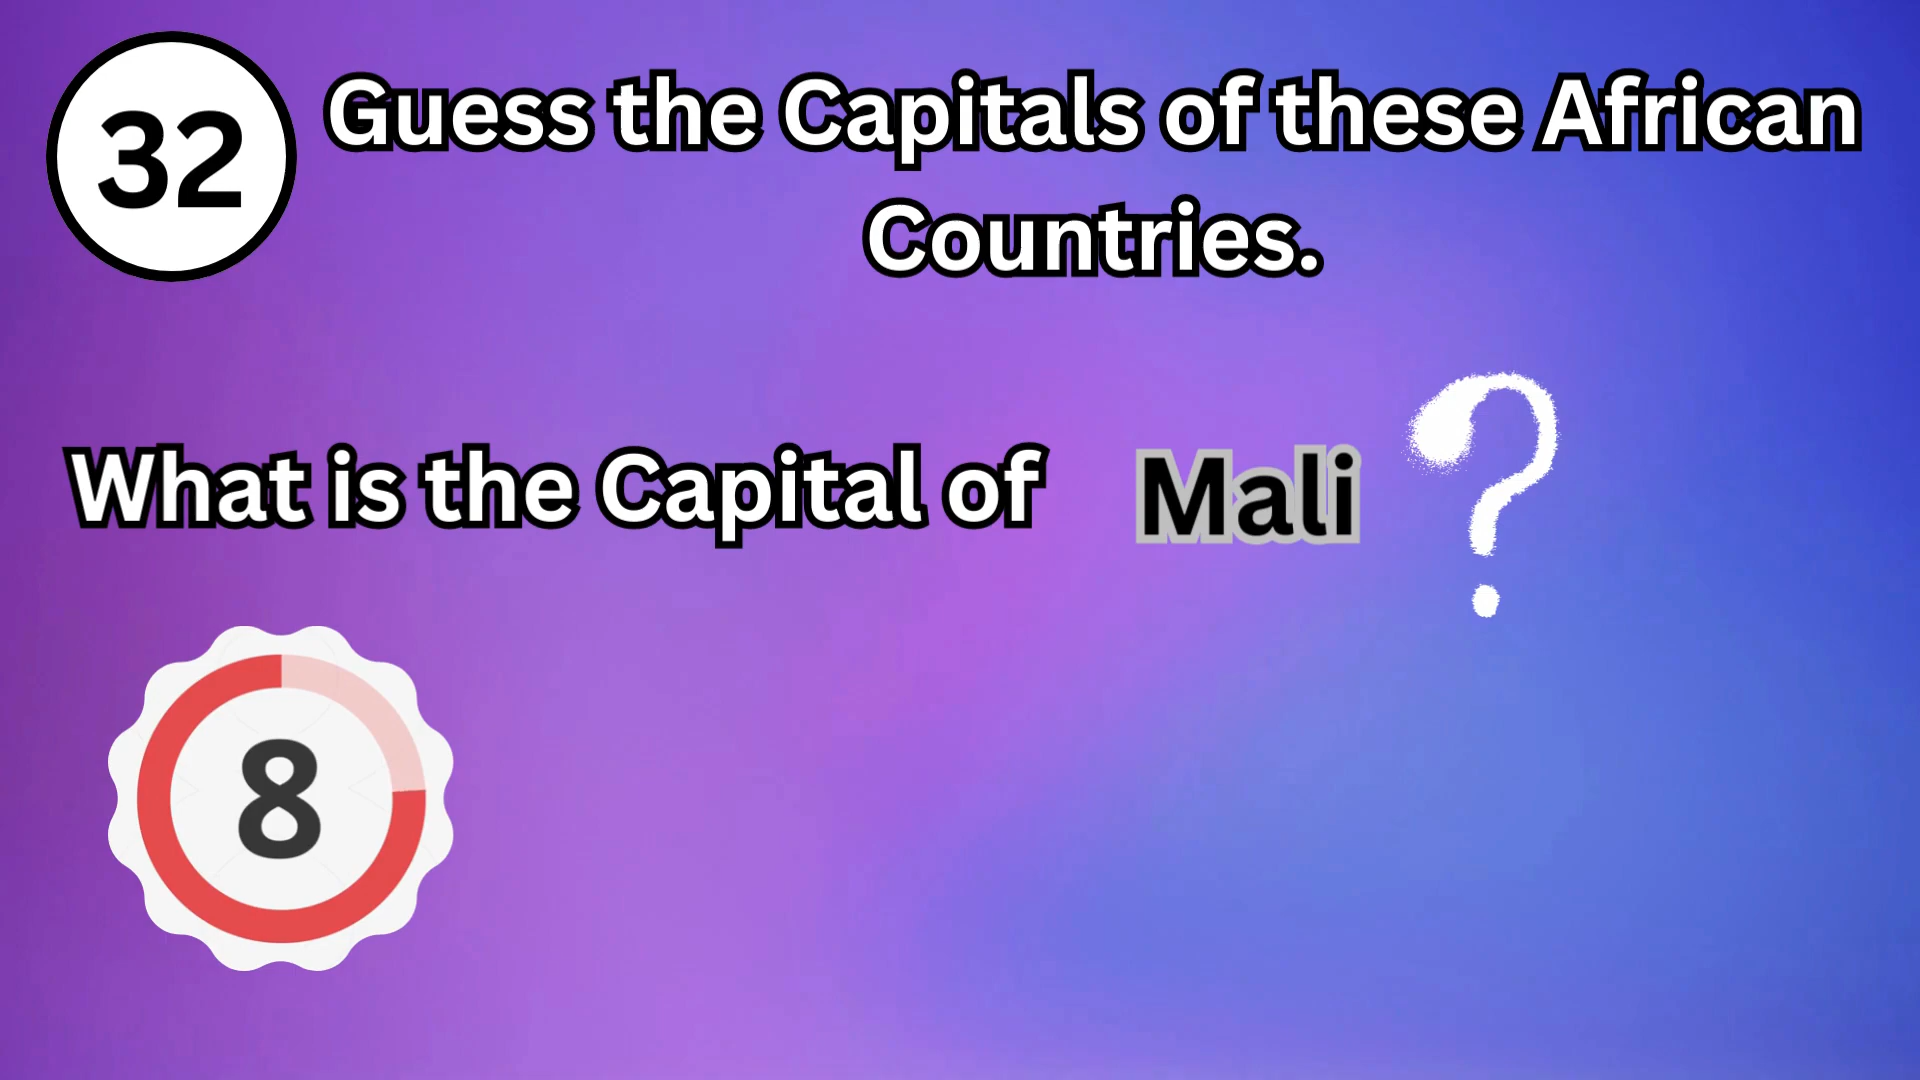 32
Guess the Capitals of these African
Countries.
What is the Capital of Mali ?
8